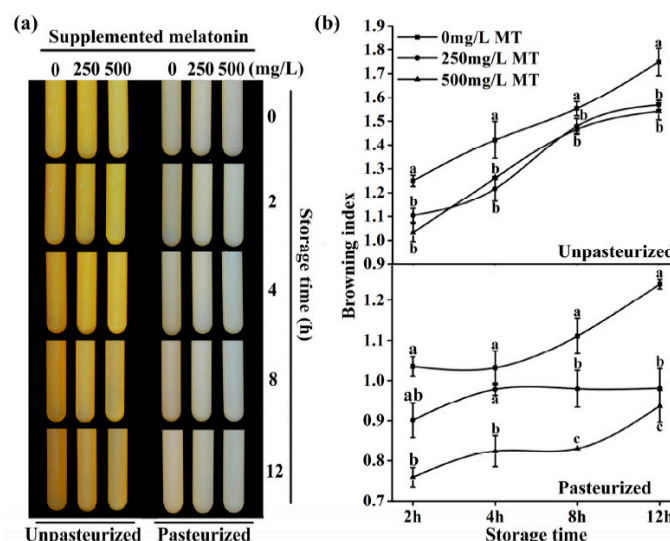 (a)
Supplemented melatonin
0 250 500 0 250 500 (mg/L)
0
2
4
8
12
Storage time (h)
Unpasteurized Pasteurized
(b)
0mg/L MT
250mg/L MT
500mg/L MT
1.8
1.7
1.6
1.5
1.4
1.3
1.2
1.1
1.0
0.9
a a a a
b b b b
b b b b
Unpasteurized
Browning index
1.2
1.1
1.0
0.9
0.8
0.7
a a a a
ab a b b
b b c c
Pasteurized
2h 4h 8h 12h
Storage time